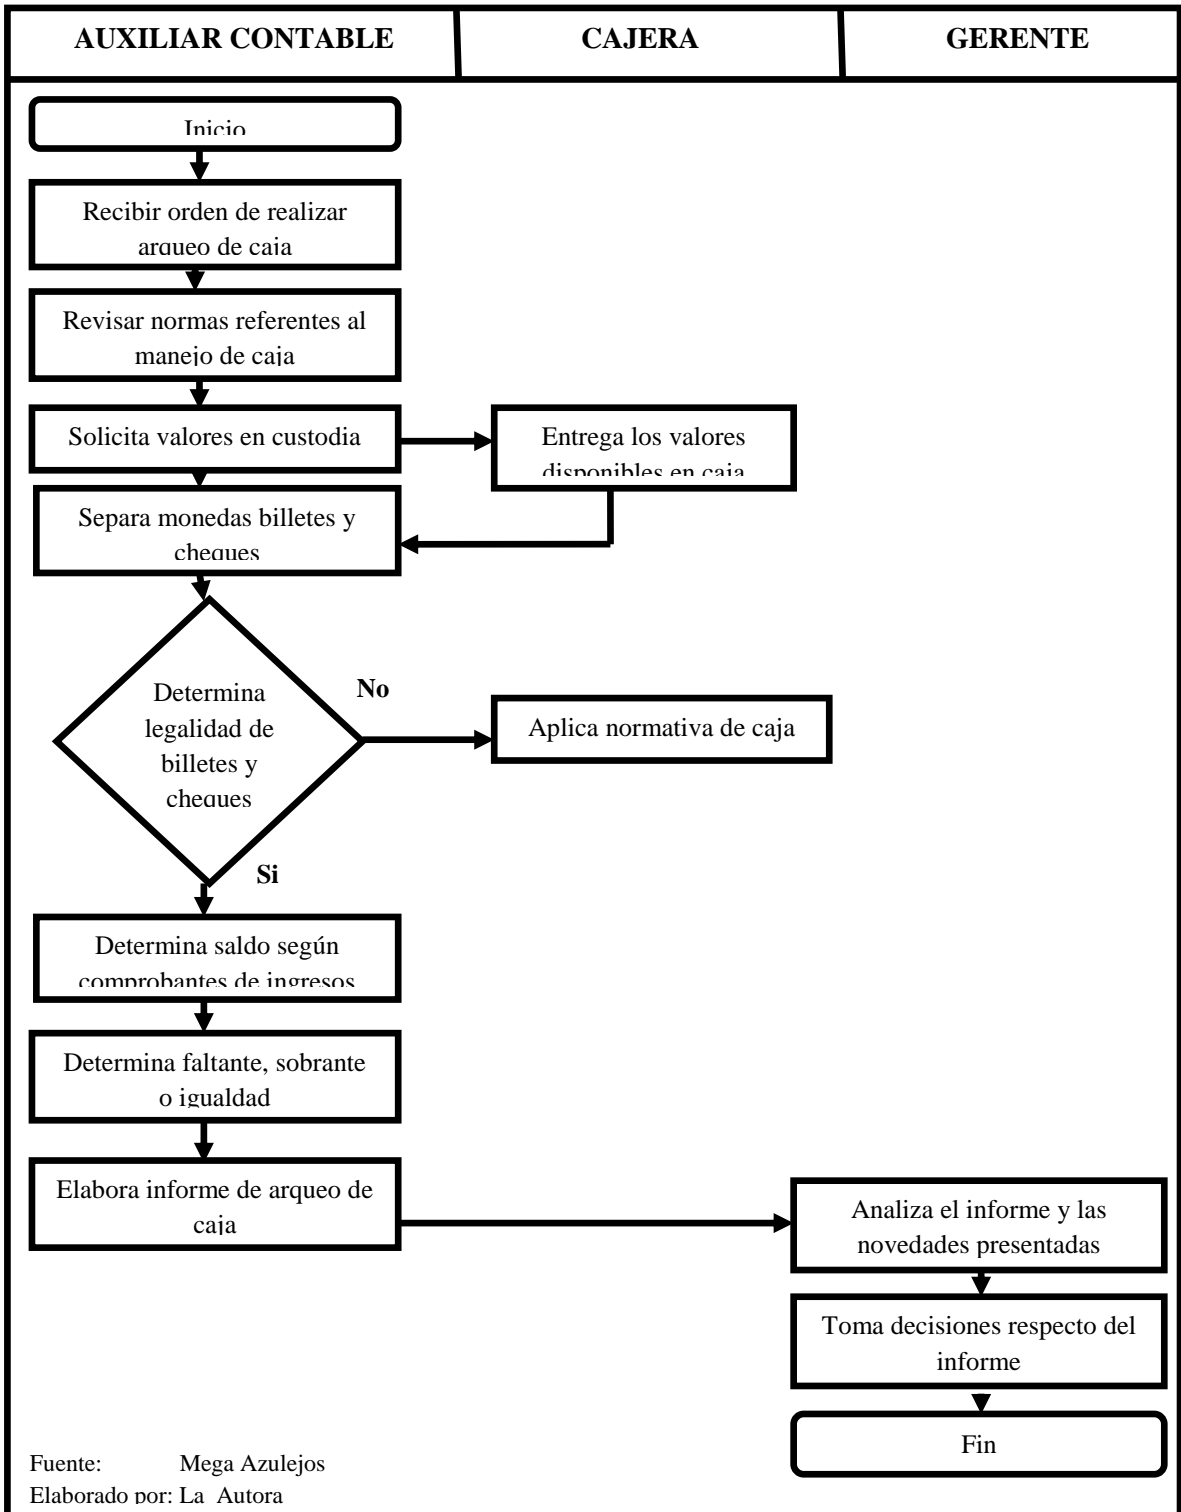 AUXILIAR CONTABLE
CAJERA
GERENTE
Inicio
Recibir orden de realizar
arqueo de caja
Revisar normas referentes al
manejo de caja
Solicita valores en custodia
Entrega los valores
disponibles en caja
Separa monedas billetes y
cheques
Determina
legalidad de
billetes y
cheques
No
Aplica normativa de caja
Si
Determina saldo según
comprobantes de ingresos
Determina faltante, sobrante
o igualdad
Elabora informe de arqueo de
caja
Analiza el informe y las
novedades presentadas
Toma decisiones respecto del
informe
Fin
Fuente: Mega Azulejos
Elaborado por: La Autora